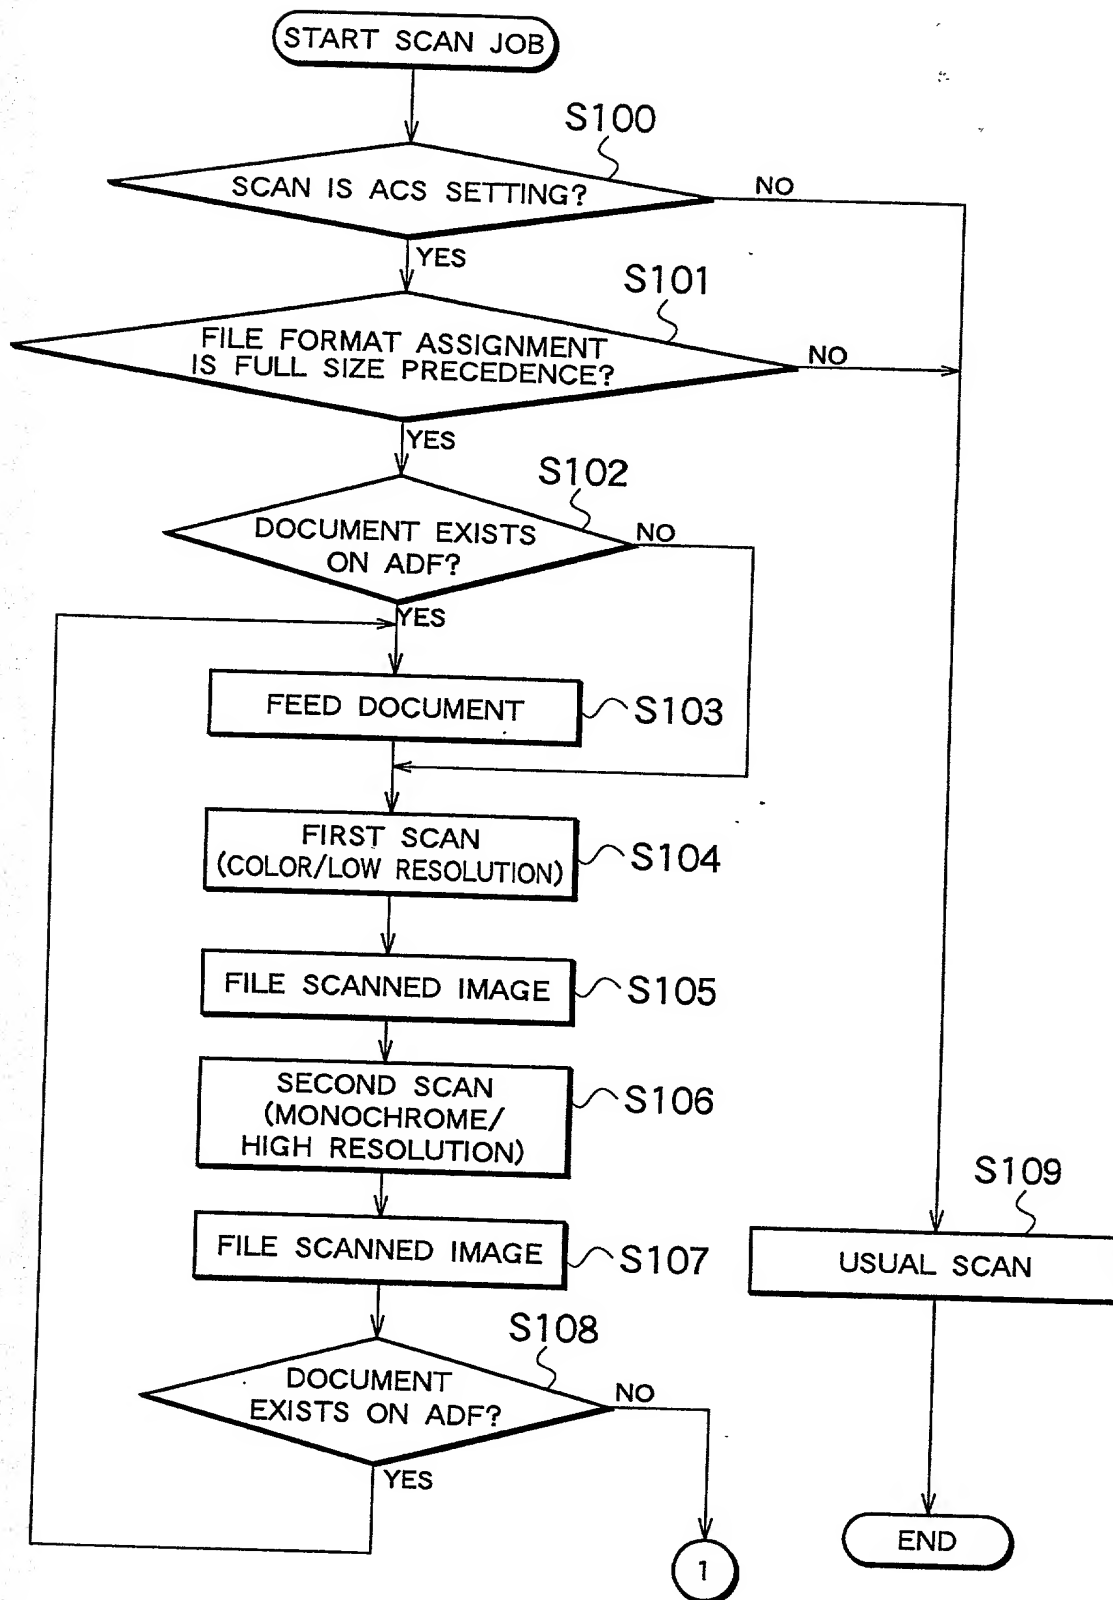 START SCAN JOB
S100
SCAN IS ACS SETTING?
NO
YES
S101
FILE FORMAT ASSIGNMENT
IS FULL SIZE PRECEDENCE?
NO
YES
S102
DOCUMENT EXISTS
ON ADF?
NO
YES
FEED DOCUMENT
S103
FIRST SCAN
(COLOR/LOW RESOLUTION)
S104
FILE SCANNED IMAGE
S105
SECOND SCAN
(MONOCHROME/
HIGH RESOLUTION)
S106
FILE SCANNED IMAGE
S107
S108
DOCUMENT
EXISTS ON ADF?
NO
YES
1
S109
USUAL SCAN
END